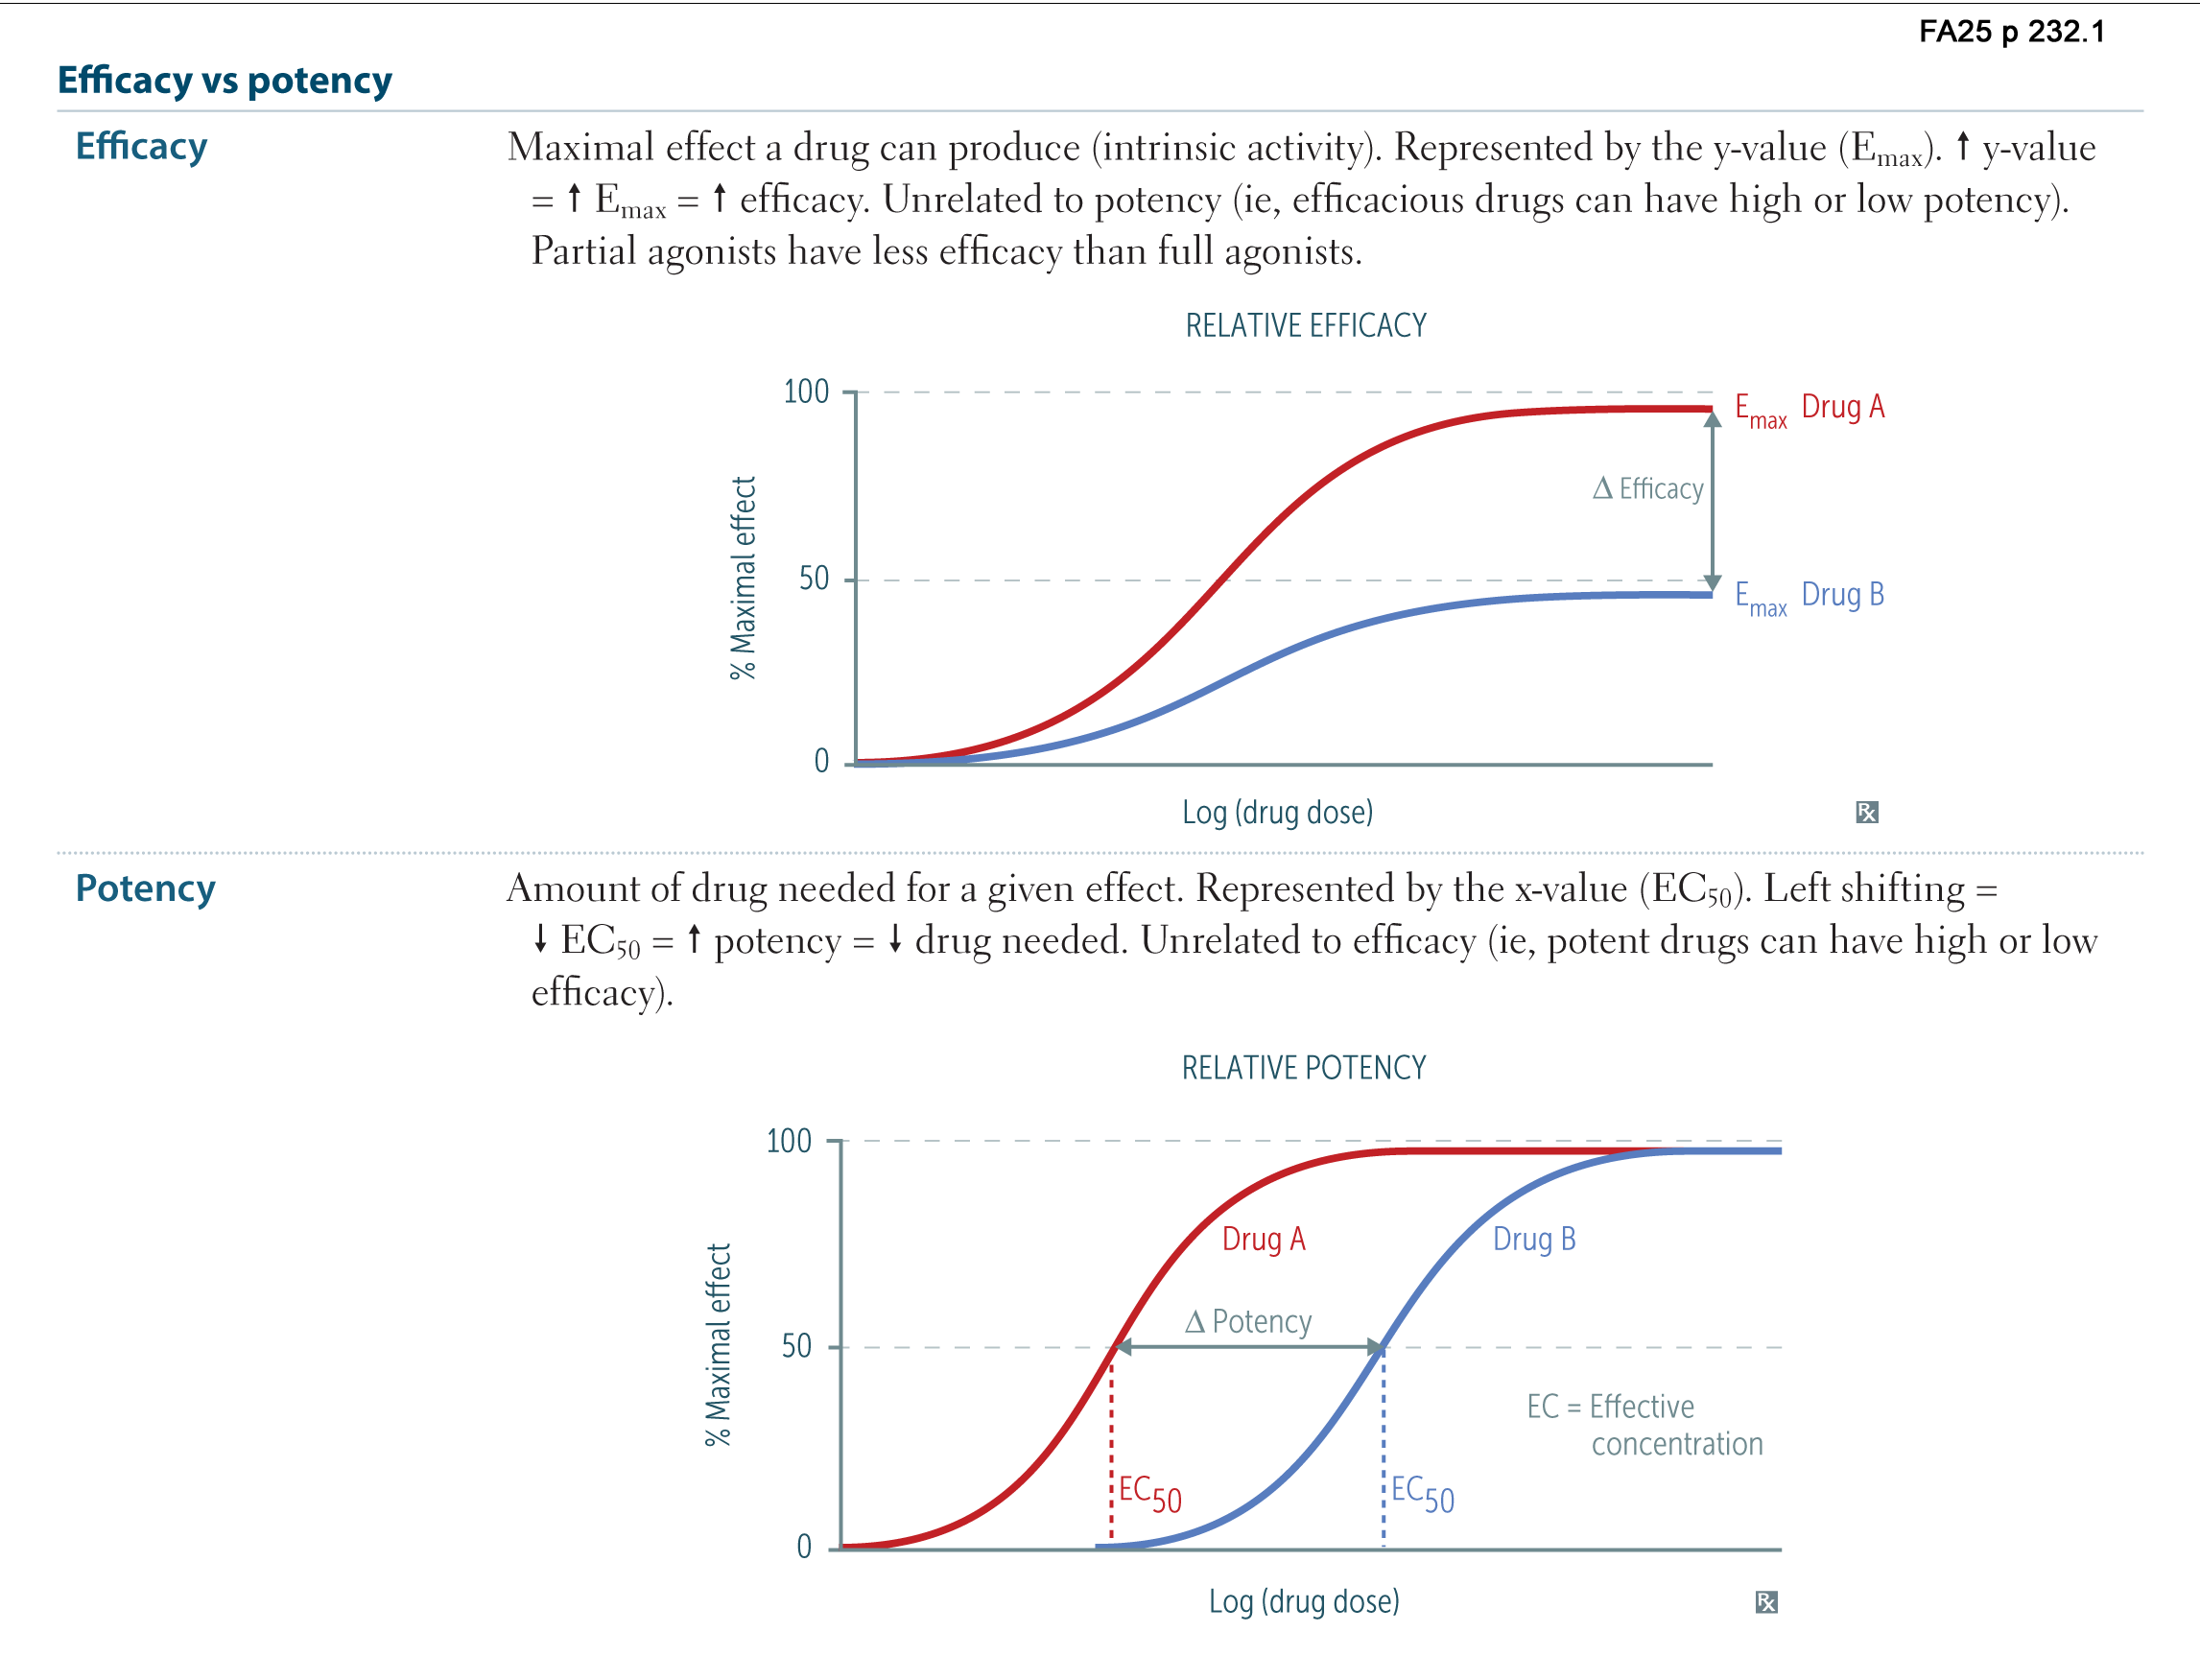 FA25 p 232.1
Efficacy vs potency
Efficacy
Maximal effect a drug can produce (intrinsic activity). Represented by the y-value (Emax). ↑ y-value
= ↑ Emax = ↑ efficacy. Unrelated to potency (ie, efficacious drugs can have high or low potency).
Partial agonists have less efficacy than full agonists.
RELATIVE EFFICACY
100
Emax Drug A
% Maximal effect
Δ Efficacy
50
Emax Drug B
0
Log (drug dose)
Rx
Potency
Amount of drug needed for a given effect. Represented by the x-value (EC50). Left shifting =
↓ EC50 = ↑ potency = ↓ drug needed. Unrelated to efficacy (ie, potent drugs can have high or low
efficacy).
RELATIVE POTENCY
100
Drug A
Drug B
% Maximal effect
Δ Potency
50
EC = Effective
concentration
EC50
EC50
0
Log (drug dose)
Rx